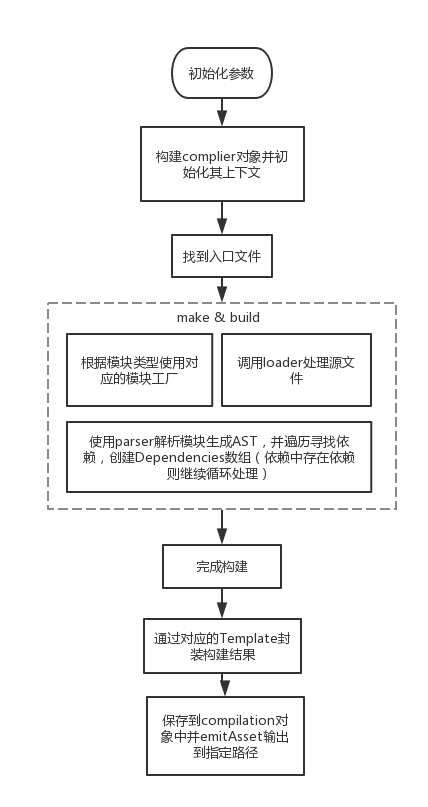 初始化参数
构建complier对象并初
始化其上下文
找到入口文件
make & build
根据模块类型使用对
应的模块工厂
调用loader处理源文
件
使用parser解析模块生成AST，并遍历寻找依
赖，创建Dependencies数组（依赖中存在依赖
则继续循环处理）
完成构建
通过对应的Template封
装构建结果
保存到compilation对
象中并emitAsset输出
到指定路径